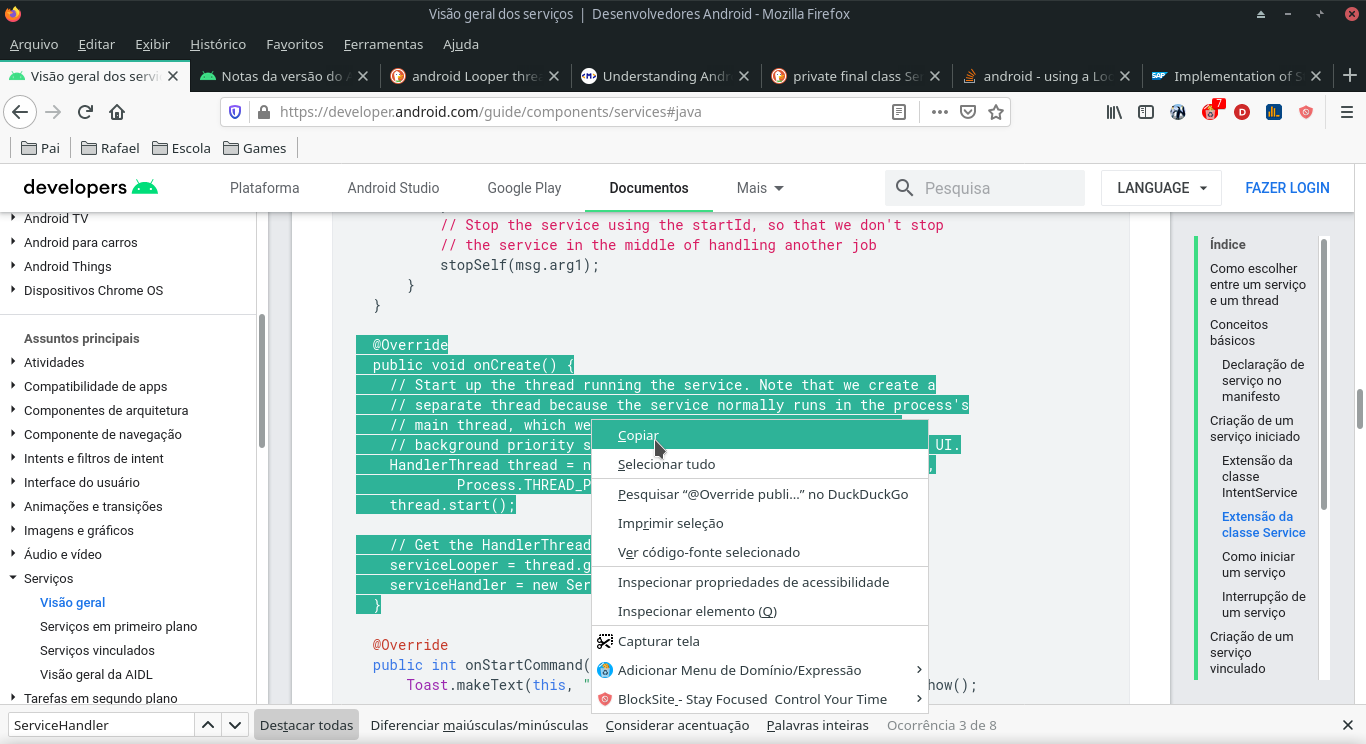 Visão geral dos serviços | Desenvolvedores Android - Mozilla Firefox
Arquivo Editar Exibir Histórico Favoritos Ferramentas Ajuda
Visão geral dos servi
Notas da versão do
android Looper thre
Understanding Andr
private final class Se
android - using a Loo
Implementation of
https://developer.android.com/guide/components/services#java
7
Pai Rafael Escola Games
developers
Plataforma Android Studio Google Play Documentos Mais
Pesquisa
LANGUAGE
FAZER LOGIN
Android TV
Android para carros
Android Things
Dispositivos Chrome OS
Assuntos principais
Atividades
Compatibilidade de apps
Componentes de arquitetura
Componente de navegação
Intents e filtros de intent
Interface do usuário
Animações e transições
Imagens e gráficos
Áudio e vídeo
Serviços
Visão geral
Serviços em primeiro plano
Serviços vinculados
Visão geral da AIDL
Tarefas em segundo plano
// Stop the service using the startId, so that we don't stop
// the service in the middle of handling another job
stopSelf(msg.arg1);
}
}
@Override
public void onCreate() {
// Start up the thread running the service. Note that we create a
// separate thread because the service normally runs in the process's
// main thread, which we
// background priority s UI.
HandlerThread thread = n ,
Process.THREAD_P
thread.start();
// Get the HandlerThread
serviceLooper = thread.g
serviceHandler = new Ser
}
@Override
public int onStartCommand(
Toast.makeText(this, " how();
Copiar
Selecionar tudo
Pesquisar “@Override publi...” no DuckDuckGo
Imprimir seleção
Ver código-fonte selecionado
Inspecionar propriedades de acessibilidade
Inspecionar elemento (Q)
Capturar tela
Adicionar Menu de Domínio/Expressão
BlockSite - Stay Focused Control Your Time
Índice
Como escolher
entre um serviço
e um thread
Conceitos
básicos
Declaração de
serviço no
manifesto
Criação de um
serviço iniciado
Extensão da
classe
IntentService
Extensão da
classe Service
Como iniciar
um serviço
Interrupção de
um serviço
Criação de um
serviço
vinculado
ServiceHandler
Destacar todas Diferenciar maiúsculas/minúsculas Considerar acentuação Palavras inteiras Ocorrência 3 de 8